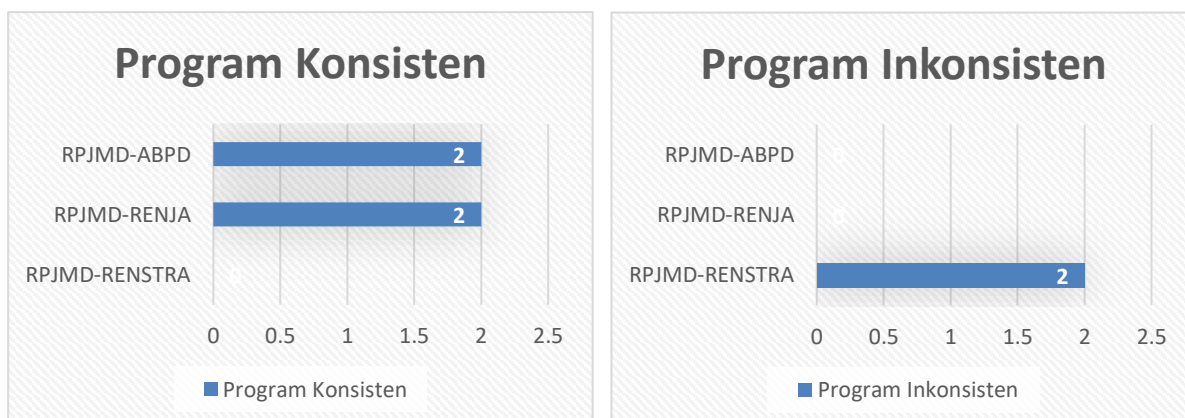 Program Konsisten
RPJMD-ABPD
2
RPJMD-RENJA
2
RPJMD-RENSTRA
0
0
0.5
1
1.5
2
2.5
Program Konsisten
Program Inkonsisten
RPJMD-ABPD
RPJMD-RENJA
0
RPJMD-RENSTRA
2
0
0.5
1
1.5
2
2.5
Program Inkonsisten